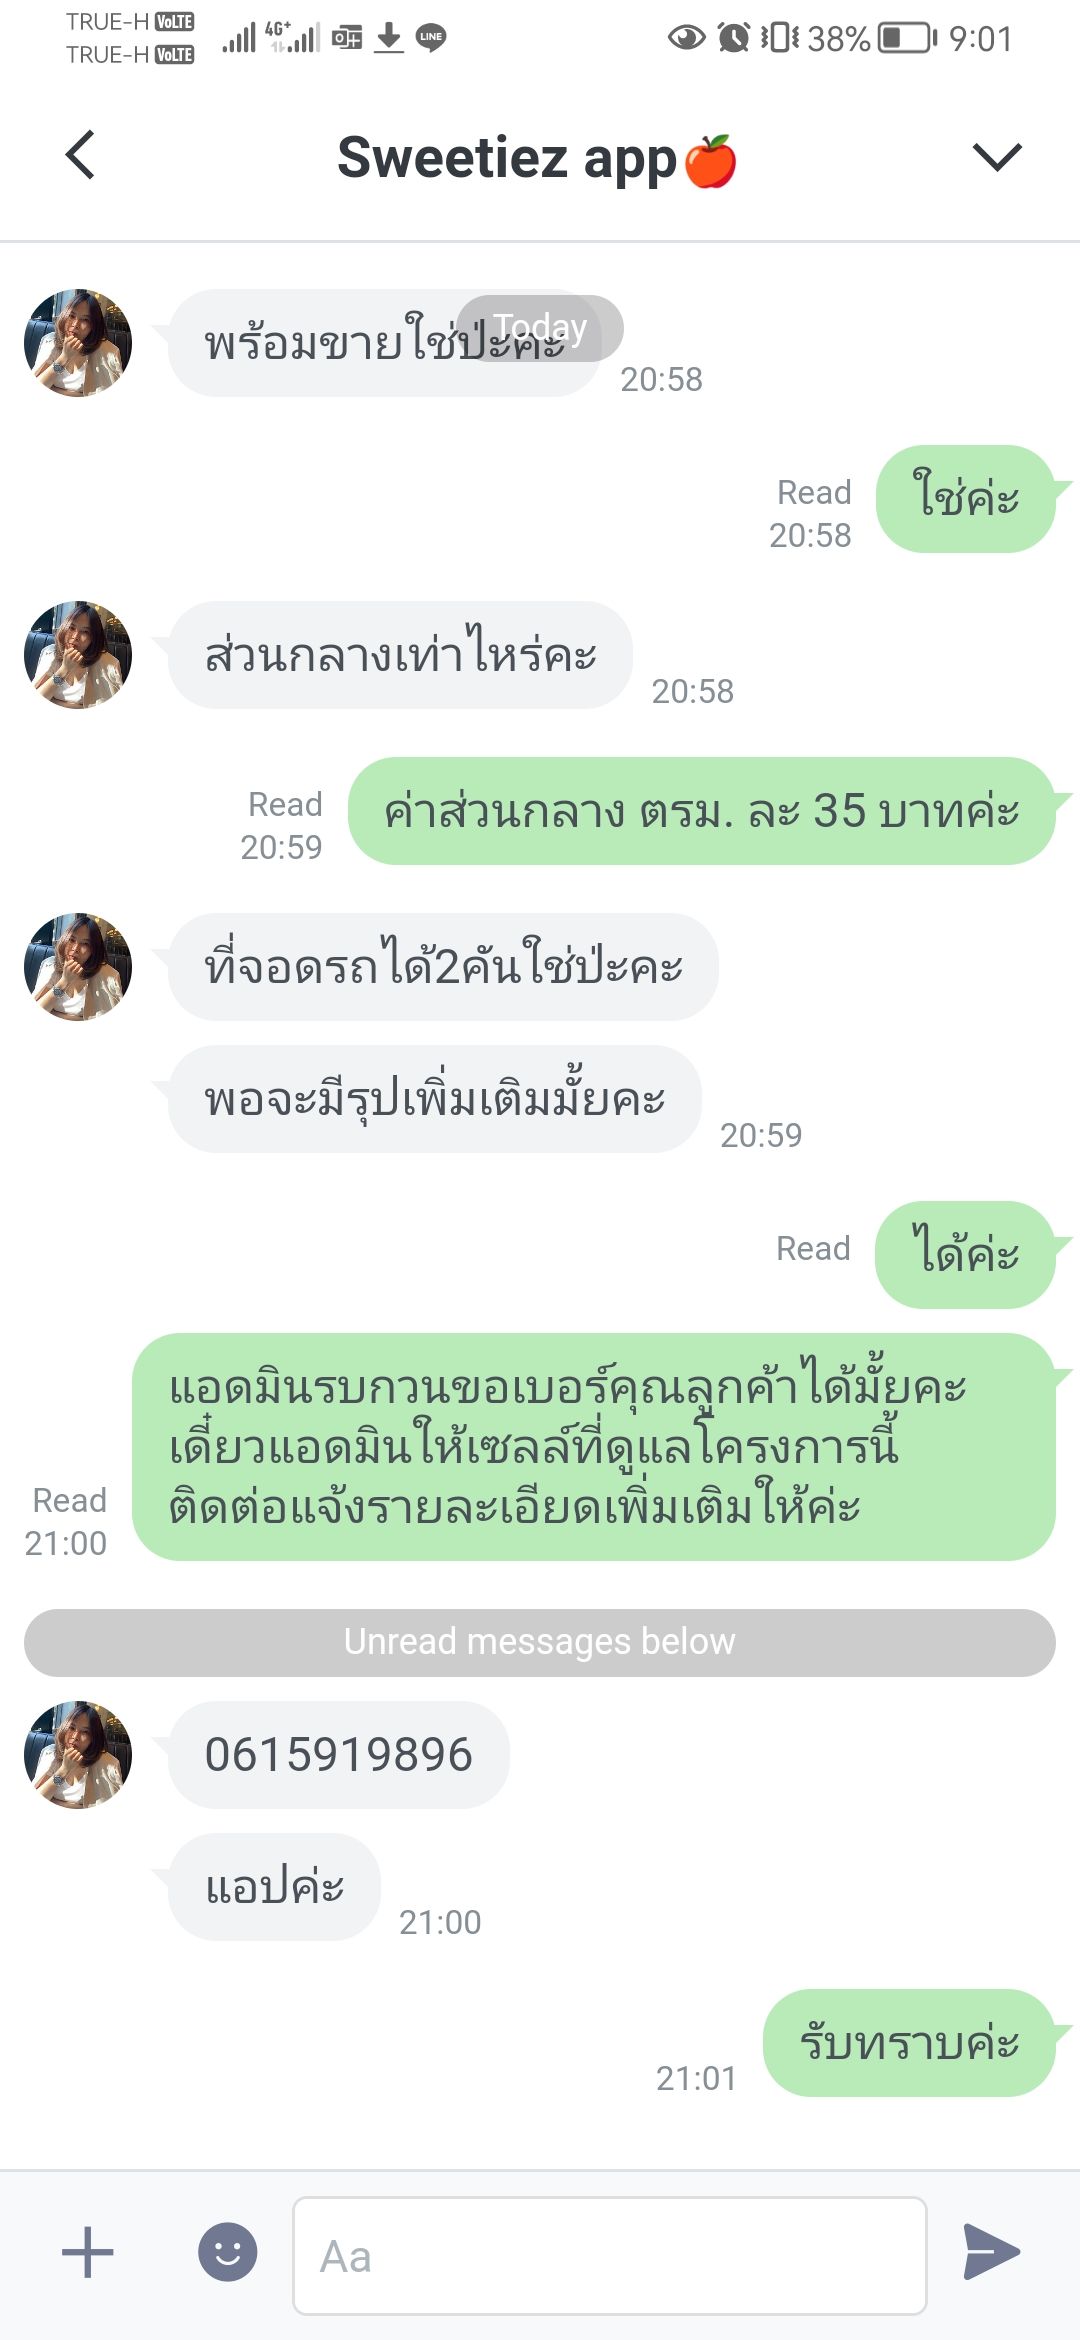 TRUE-H VoLTE
TRUE-H VoLTE
4G+
LINE
38%
9:01
Sweetiez app🍎
Today
พร้อมขายใช่ป่ะคะ
20:58
ใช่ค่ะ
Read
20:58
ส่วนกลางเท่าไหร่คะ
20:58
ค่าส่วนกลาง ตรม. ละ 35 บาทค่ะ
Read
20:59
ที่จอดรถได้2คันใช่ป่ะคะ
พอจะมีรุปเพิ่มเติมมั้ยคะ
20:59
ได้ค่ะ
Read
แอดมินรบกวนขอเบอร์คุณลูกค้าได้มั้ยคะ
เดี๋ยวแอดมินให้เซลล์ที่ดูแลโครงการนี้
ติดต่อแจ้งรายละเอียดเพิ่มเติมให้ค่ะ
Read
21:00
Unread messages below
0615919896
แอปค่ะ
21:00
รับทราบค่ะ
21:01
Aa